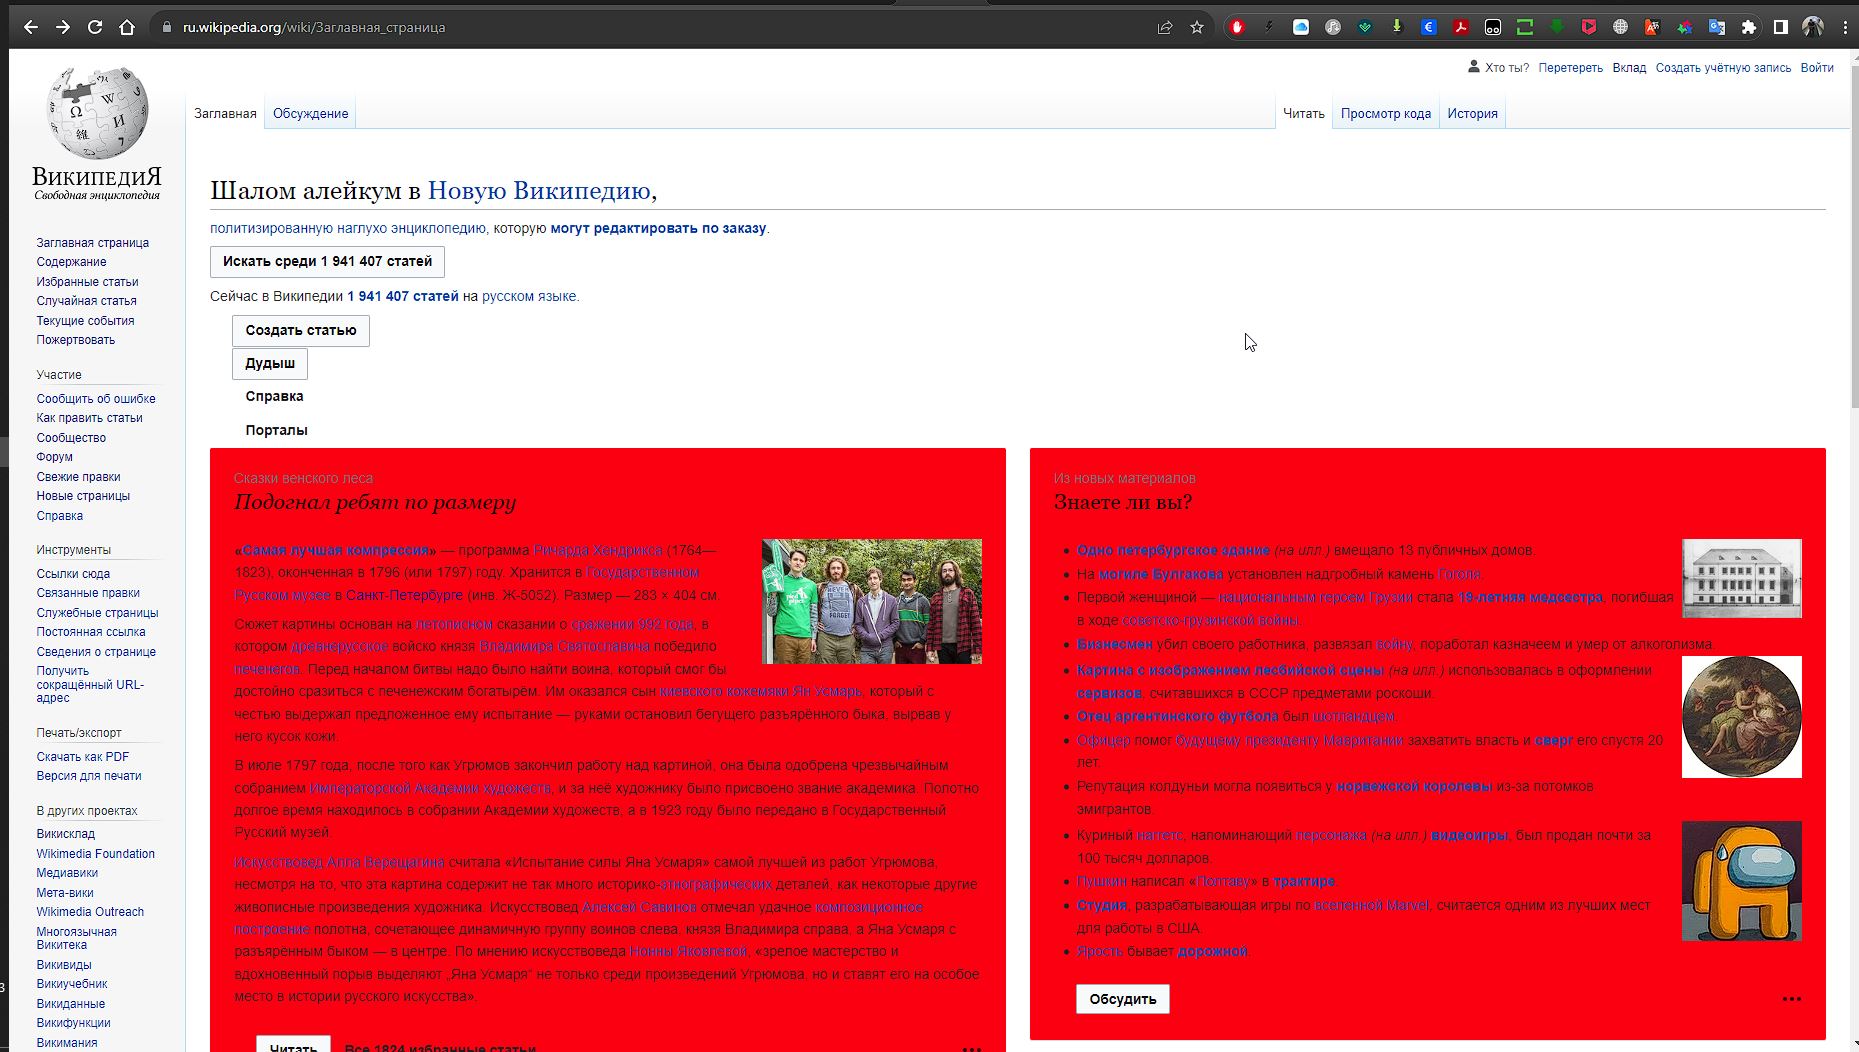 ru.wikipedia.org/wiki/Заглавная_страница
Хто ты? Перетереть Вклад Создать учётную запись Войти
ВикипедиЯ
Свободная энциклопедия
Заглавная Обсуждение
Читать Просмотр кода История
Шалом алейкум в Новую Википедию,
политизированную наглухо энциклопедию, которую могут редактировать по заказу.
Искать среди 1 941 407 статей
Сейчас в Википедии 1 941 407 статей на русском языке.
Создать статью
Дудыш
Справка
Порталы
Заглавная страница
Содержание
Избранные статьи
Случайная статья
Текущие события
Пожертвовать
Участие
Сообщить об ошибке
Как править статьи
Сообщество
Форум
Свежие правки
Новые страницы
Справка
Инструменты
Ссылки сюда
Связанные правки
Служебные страницы
Постоянная ссылка
Сведения о странице
Получить
сокращённый URL-
адрес
Печать/экспорт
Скачать как PDF
Версия для печати
В других проектах
Викисклад
Wikimedia Foundation
Медиавики
Мета-вики
Wikimedia Outreach
Многоязычная
Викитека
Викивиды
Викиучебник
Викиданные
Викифункции
Викимания
Сказки венского леса
Подогнал ребят по размеру
«Самая лучшая компрессия» — программа Ричарда Хендрикса (1764—
1823), оконченная в 1796 (или 1797) году. Хранится в Государственном
Русском музее в Санкт-Петербурге (инв. Ж-5052). Размер — 283 × 404 см.
Сюжет картины основан на летописном сказании о сражении 992 года, в
котором древнерусское войско князя Владимира Святославича победило
печенегов. Перед началом битвы надо было найти воина, который смог бы
достойно сразиться с печенежским богатырём. Им оказался сын киевского кожемяки Ян Усмарь, который с
честью выдержал предложенное ему испытание — руками остановил бегущего разъярённого быка, вырвав у
него кусок кожи.
В июле 1797 года, после того как Угрюмов закончил работу над картиной, она была одобрена чрезвычайным
собранием Императорской Академии художеств, и за неё художнику было присвоено звание академика. Полотно
долгое время находилось в собрании Академии художеств, а в 1923 году было передано в Государственный
Русский музей.
Искусствовед Алла Верещагина считала «Испытание силы Яна Усмаря» самой лучшей из работ Угрюмова,
несмотря на то, что эта картина содержит не так много историко-этнографических деталей, как некоторые другие
живописные произведения художника. Искусствовед Алексей Савинов отмечал удачное композиционное
построение полотна, сочетающее динамичную группу воинов слева, князя Владимира справа, а Яна Усмаря с
разъярённым быком — в центре. По мнению искусствоведа Нонны Яковлевой, «зрелое мастерство и
вдохновенный порыв выделяют „Яна Усмаря“ не только среди произведений Угрюмова, но и ставят его на особое
место в истории русского искусства».
Читать Все 1824 избранные статьи
Из новых материалов
Знаете ли вы?
Одно петербургское здание (на илл.) вмещало 13 публичных домов.
На могиле Булгакова установлен надгробный камень Гоголя.
Первой женщиной — национальным героем Грузии стала 19-летняя медсестра, погибшая
в ходе советско-грузинской войны.
Бизнесмен убил своего работника, развязал войну, поработал казначеем и умер от алкоголизма.
Картина с изображением лесбийской сцены (на илл.) использовалась в оформлении
сервизов, считавшихся в СССР предметами роскоши.
Отец аргентинского футбола был шотландцем.
Офицер помог будущему президенту Мавритании захватить власть и сверг его спустя 20
лет.
Репутация колдуньи могла появиться у норвежской королевы из-за потомков
эмигрантов.
Куриный наггетс, напоминающий персонажа (на илл.) видеоигры, был продан почти за
100 тысяч долларов.
Пушкин написал «Полтаву» в трактире.
Студия, разрабатывающая игры по вселенной Marvel, считается одним из лучших мест
для работы в США.
Ярость бывает дорожной.
Обсудить